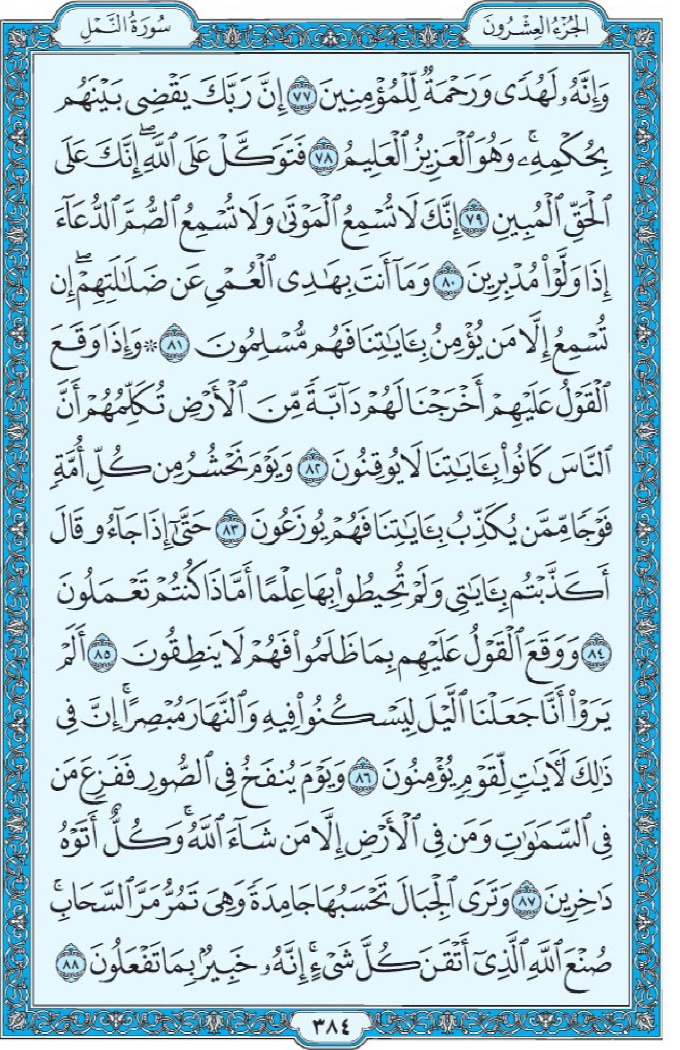 الجُزْءُ العِشْرُونَ
سُورَةُ النَّمْلِ
وَإِنَّهُۥ لَهُدٗى وَرَحۡمَةٞ لِّلۡمُؤۡمِنِينَ ٧٧ إِنَّ رَبَّكَ يَقۡضِي بَيۡنَهُم
بِحُكۡمِهِۦۚ وَهُوَ ٱلۡعَزِيزُ ٱلۡعَلِيمُ ٧٨ فَتَوَكَّلۡ عَلَى ٱللَّهِۖ إِنَّكَ عَلَى
ٱلۡحَقِّ ٱلۡمُبِينِ ٧٩ إِنَّكَ لَا تُسۡمِعُ ٱلۡمَوۡتَىٰ وَلَا تُسۡمِعُ ٱلصُّمَّ ٱلدُّعَآءَ
إِذَا وَلَّوۡاْ مُدۡبِرِينَ ٨٠ وَمَآ أَنتَ بِهَٰدِي ٱلۡعُمۡيِ عَن ضَلَٰلَتِهِمۡۖ إِن
تُسۡمِعُ إِلَّا مَن يُؤۡمِنُ بِـَٔايَٰتِنَا فَهُم مُّسۡلِمُونَ ٨١ ۞وَإِذَا وَقَعَ
ٱلۡقَوۡلُ عَلَيۡهِمۡ أَخۡرَجۡنَا لَهُمۡ دَآبَّةٗ مِّنَ ٱلۡأَرۡضِ تُكَلِّمُهُمۡ أَنَّ
ٱلنَّاسَ كَانُواْ بِـَٔايَٰتِنَا لَا يُوقِنُونَ ٨٢ وَيَوۡمَ نَحۡشُرُ مِن كُلِّ أُمَّةٖ
فَوۡجٗا مِّمَّن يُكَذِّبُ بِـَٔايَٰتِنَا فَهُمۡ يُوزَعُونَ ٨٣ حَتَّىٰٓ إِذَا جَآءُو قَالَ
أَكَذَّبۡتُم بِـَٔايَٰتِي وَلَمۡ تُحِيطُواْ بِهَا عِلۡمًا أَمَّاذَا كُنتُمۡ تَعۡمَلُونَ
٨٤ وَوَقَعَ ٱلۡقَوۡلُ عَلَيۡهِم بِمَا ظَلَمُواْ فَهُمۡ لَا يَنطِقُونَ ٨٥ أَلَمۡ
يَرَوۡاْ أَنَّا جَعَلۡنَا ٱلَّيۡلَ لِيَسۡكُنُواْ فِيهِ وَٱلنَّهَارَ مُبۡصِرًاۚ إِنَّ فِي
ذَٰلِكَ لَأٓيَٰتٖ لِّقَوۡمٖ يُؤۡمِنُونَ ٨٦ وَيَوۡمَ يُنفَخُ فِي ٱلصُّورِ فَفَزِعَ مَن
فِي ٱلسَّمَٰوَٰتِ وَمَن فِي ٱلۡأَرۡضِ إِلَّا مَن شَآءَ ٱللَّهُۚ وَكُلٌّ أَتَوۡهُ
دَٰخِرِينَ ٨٧ وَتَرَى ٱلۡجِبَالَ تَحۡسَبُهَا جَامِدَةٗ وَهِيَ تَمُرُّ مَرَّ ٱلسَّحَابِۚ
صُنۡعَ ٱللَّهِ ٱلَّذِيٓ أَتۡقَنَ كُلَّ شَيۡءٍۚ إِنَّهُۥ خَبِيرُۢ بِمَا تَفۡعَلُونَ ٨٨
٣٨٤